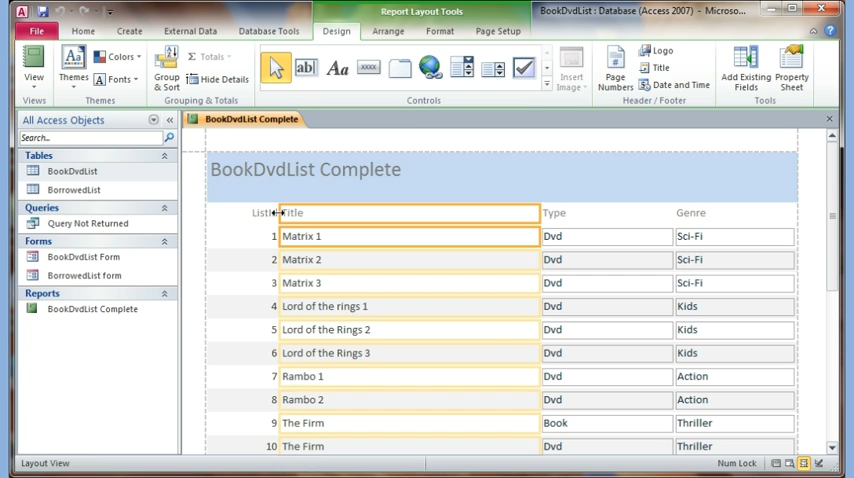 Report Layout Tools
BookDvdList : Database (Access 2007) - Microso...
File Home Create External Data Database Tools Design Arrange Format Page Setup
View
Views
Themes
Colors
Fonts
Themes
Group & Sort
Σ Totals
Hide Details
Grouping & Totals
ab|
Aa
xxxx
Controls
Insert Image
Page Numbers
Logo
Title
Date and Time
Header / Footer
Add Existing Fields
Property Sheet
Tools
All Access Objects
Search...
Tables
BookDvdList
BorrowedList
Queries
Query Not Returned
Forms
BookDvdList Form
BorrowedList form
Reports
BookDvdList Complete
BookDvdList Complete
BookDvdList Complete
Title Type Genre
1 Matrix 1 Dvd Sci-Fi
2 Matrix 2 Dvd Sci-Fi
3 Matrix 3 Dvd Sci-Fi
4 Lord of the rings 1 Dvd Kids
5 Lord of the Rings 2 Dvd Kids
6 Lord of the Rings 3 Dvd Kids
7 Rambo 1 Dvd Action
8 Rambo 2 Dvd Action
9 The Firm Book Thriller
10 The Firm Dvd Thriller
Layout View
Num Lock